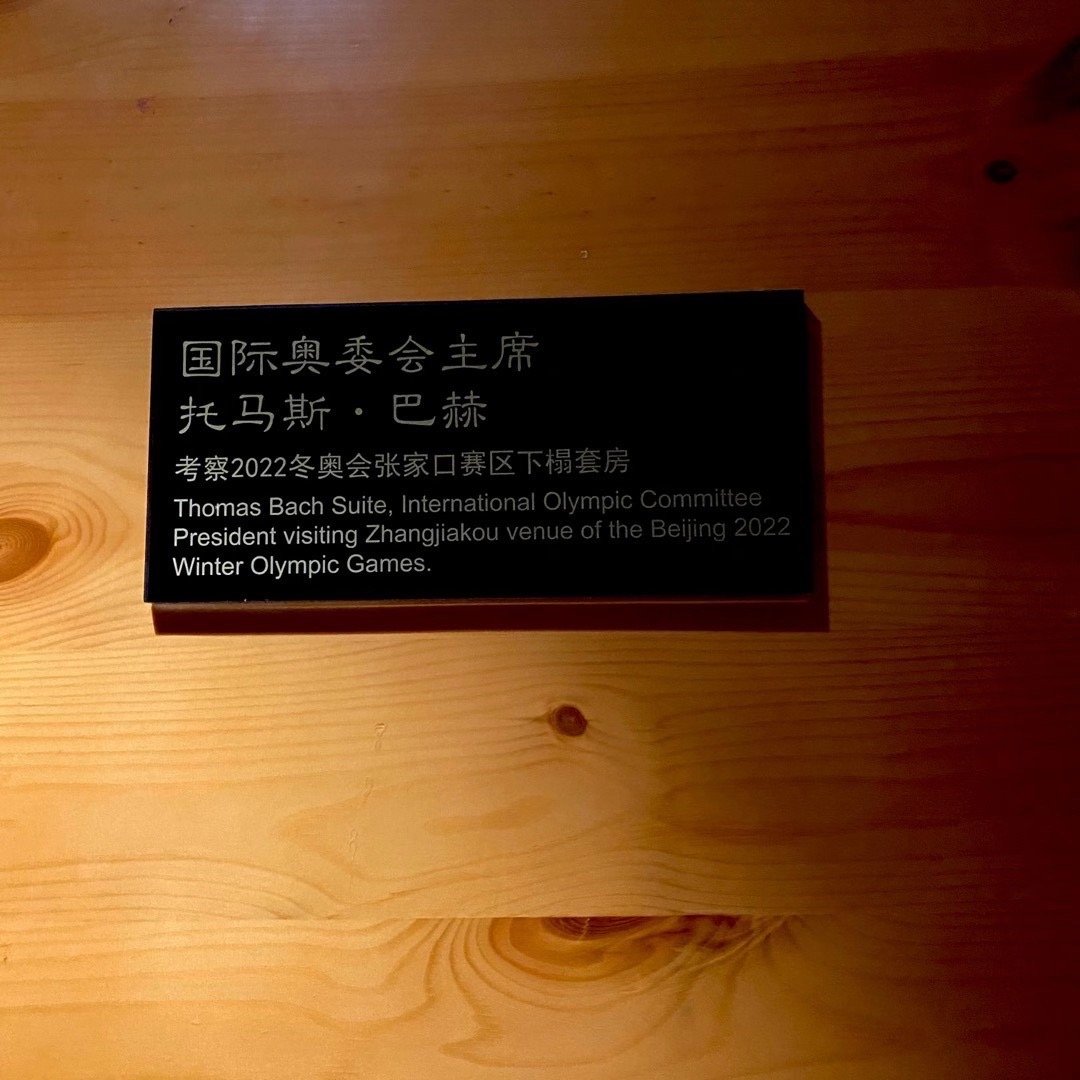 国际奥委会主席
托马斯·巴赫
考察2022冬奥会张家口赛区下榻套房
Thomas Bach Suite, International Olympic Committee
President visiting Zhangjiakou venue of the Beijing 2022
Winter Olympic Games.